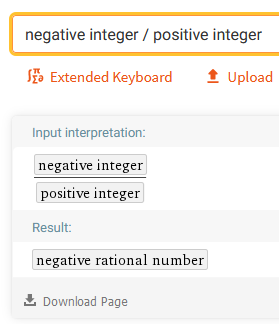 negative integer / positive integer
Extended Keyboard Upload
Input interpretation:
negative integer
positive integer
Result:
negative rational number
Download Page